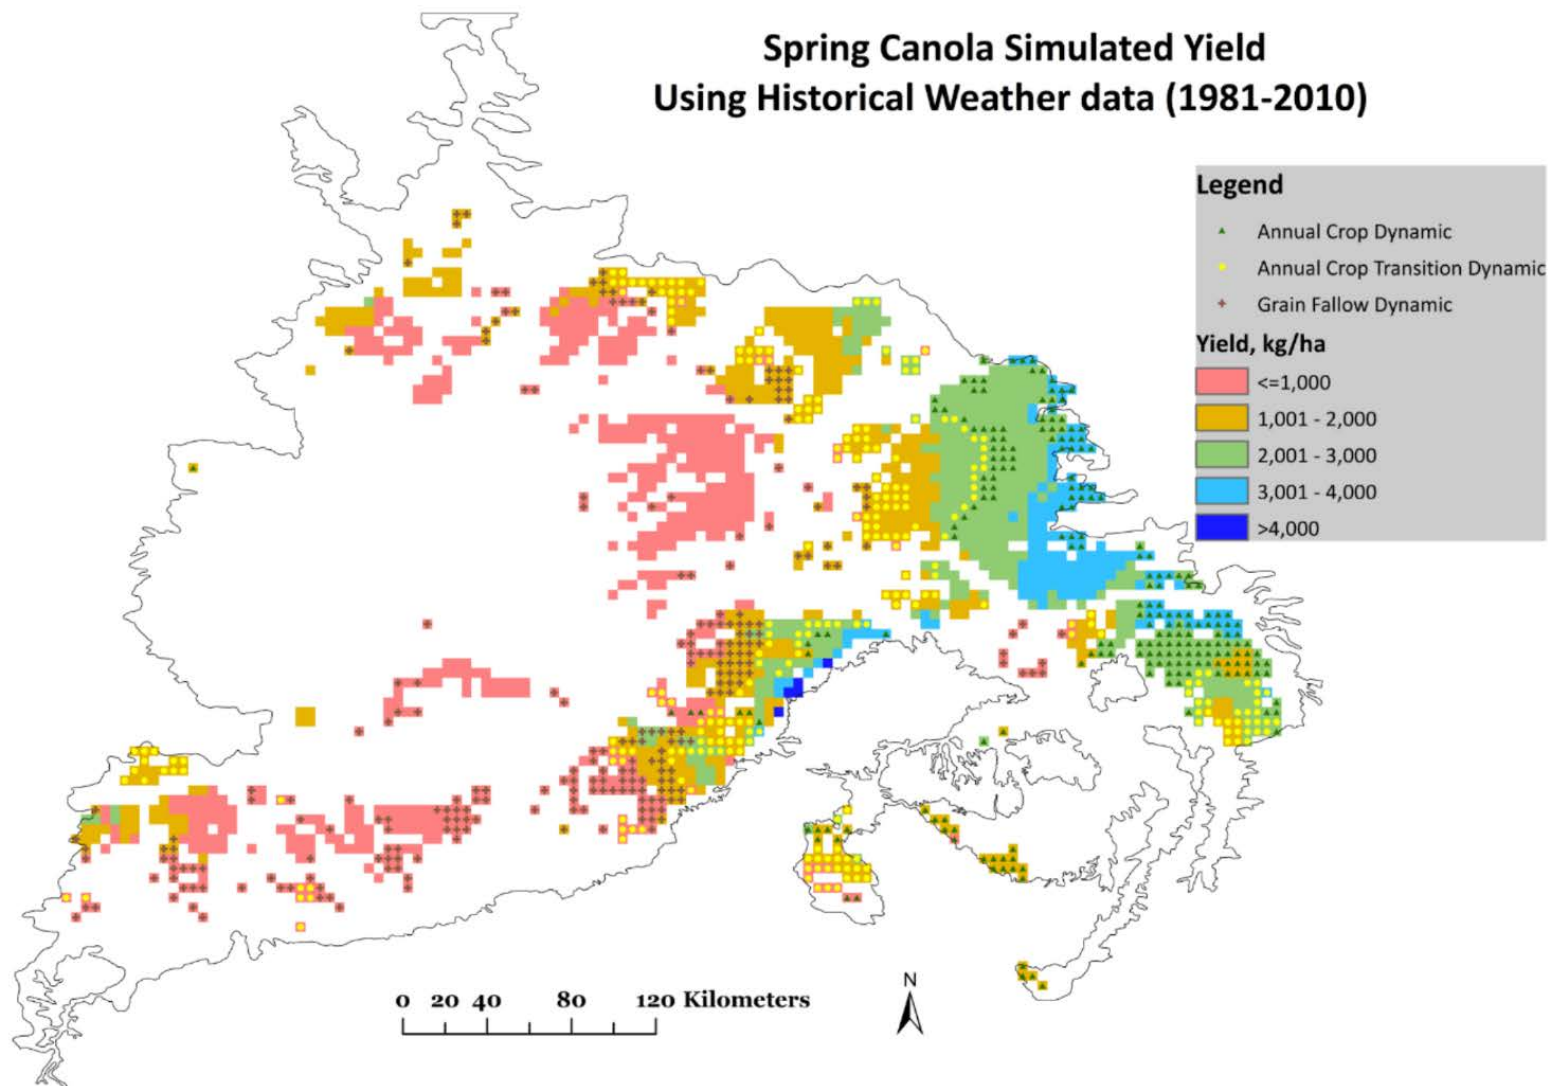 Spring Canola Simulated Yield
Using Historical Weather data (1981-2010)
Legend
Annual Crop Dynamic
Annual Crop Transition Dynamic
Grain Fallow Dynamic
Yield, kg/ha
<=1,000
1,001 - 2,000
2,001 - 3,000
3,001 - 4,000
>4,000
N
0 20 40 80 120 Kilometers